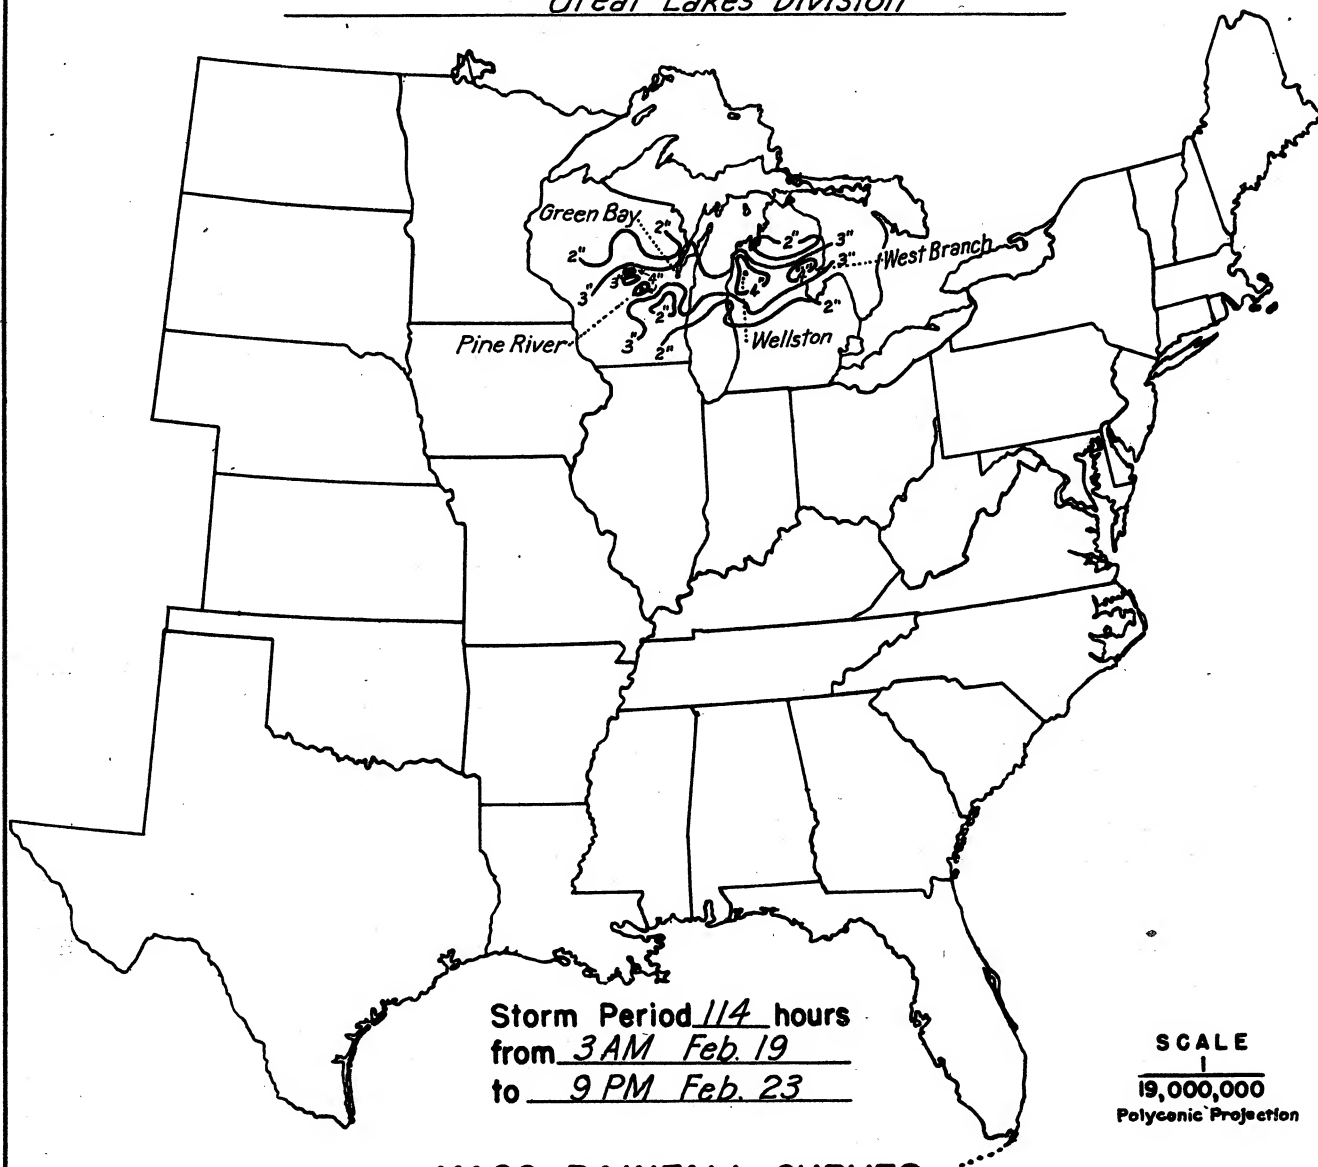 Great Lakes Division
Green Bay
2"
2"
2"
3"
West Branch
3"
3"
4"
4"
4"
3"
2"
2"
Pine River
3"
2"
Wellston
Storm Period 114 hours
from 3 AM Feb. 19
to 9 PM Feb. 23
SCALE
1
19,000,000
Polyconic Projection
MASS RAINFALL CURVES